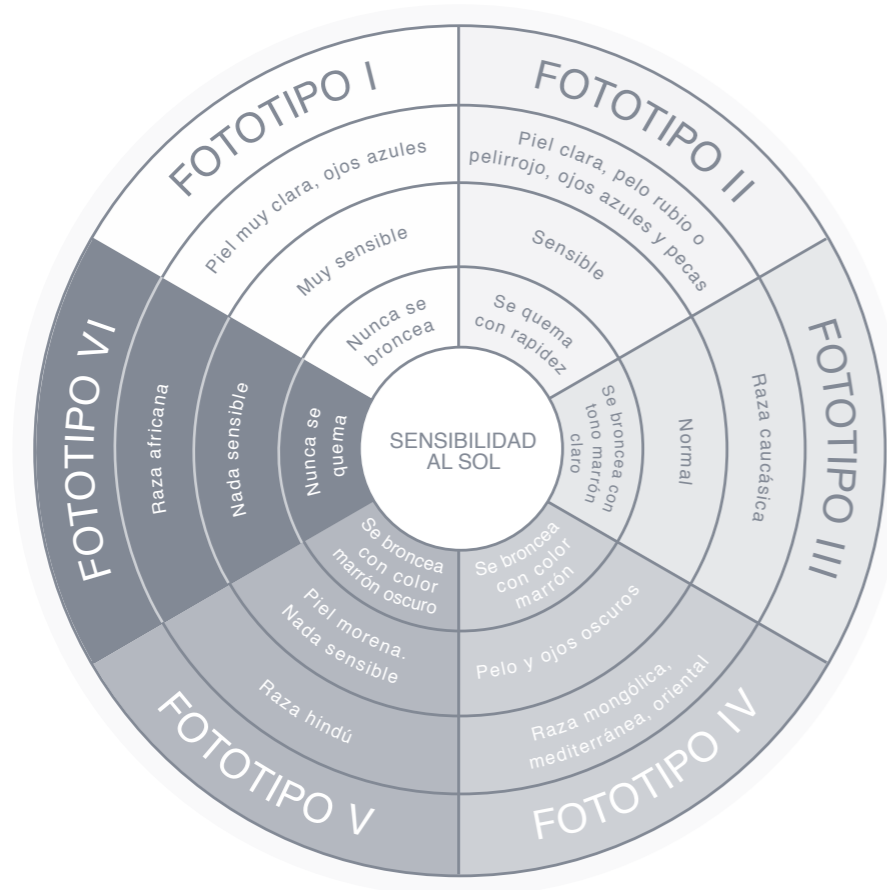 SENSIBILIDAD
AL SOL
FOTOTIPO I
Piel muy clara, ojos azules
Muy sensible
Nunca se
broncea
FOTOTIPO II
Piel clara, pelo rubio o
pelirrojo, ojos azules y pecas
Sensible
Se quema
con rapidez
FOTOTIPO III
Raza caucásica
Normal
Se broncea con
tono marrón
claro
FOTOTIPO IV
Raza mongólica,
mediterránea, oriental
Pelo y ojos oscuros
Se broncea
con color
marrón
FOTOTIPO V
Raza hindú
Piel morena.
Nada sensible
Se broncea
con color
marrón oscuro
FOTOTIPO VI
Raza africana
Nada sensible
Nunca se
quema